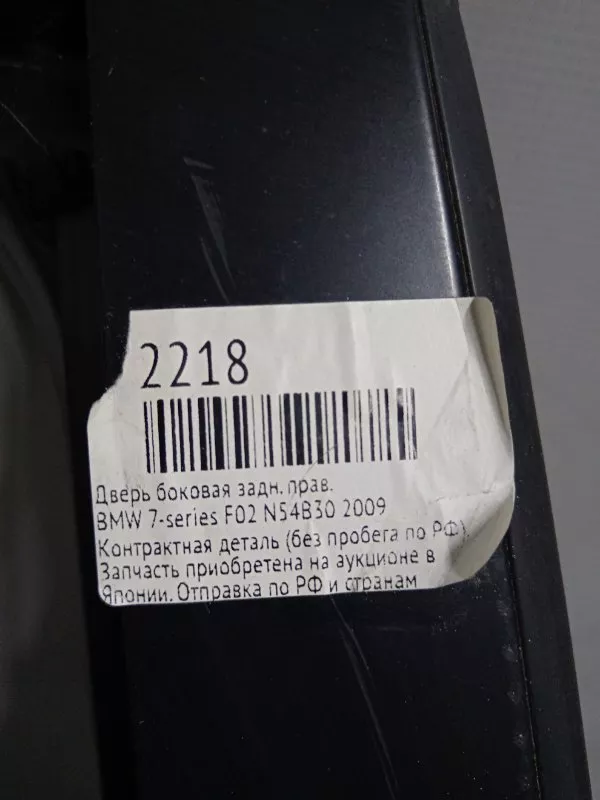 2218
Дверь боковая задн. прав.
BMW 7-series F02 N54B30 2009
Контрактная деталь (без пробега по РФ).
Запчасть приобретена на аукционе в
Японии. Отправка по РФ и странам